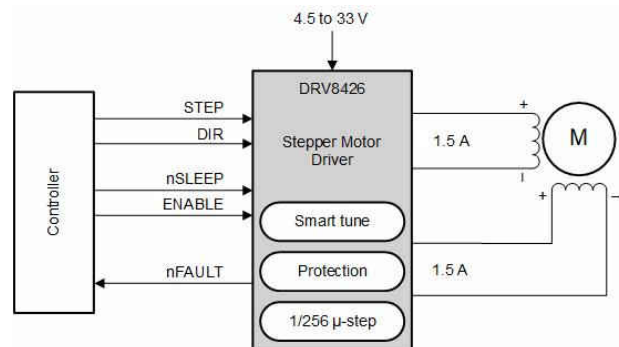 4.5 to 33 V
DRV8426
Stepper Motor
Driver
Smart tune
Protection
1/256 µ-step
Controller
STEP
DIR
nSLEEP
ENABLE
nFAULT
+
1.5 A
–
M
+
–
1.5 A